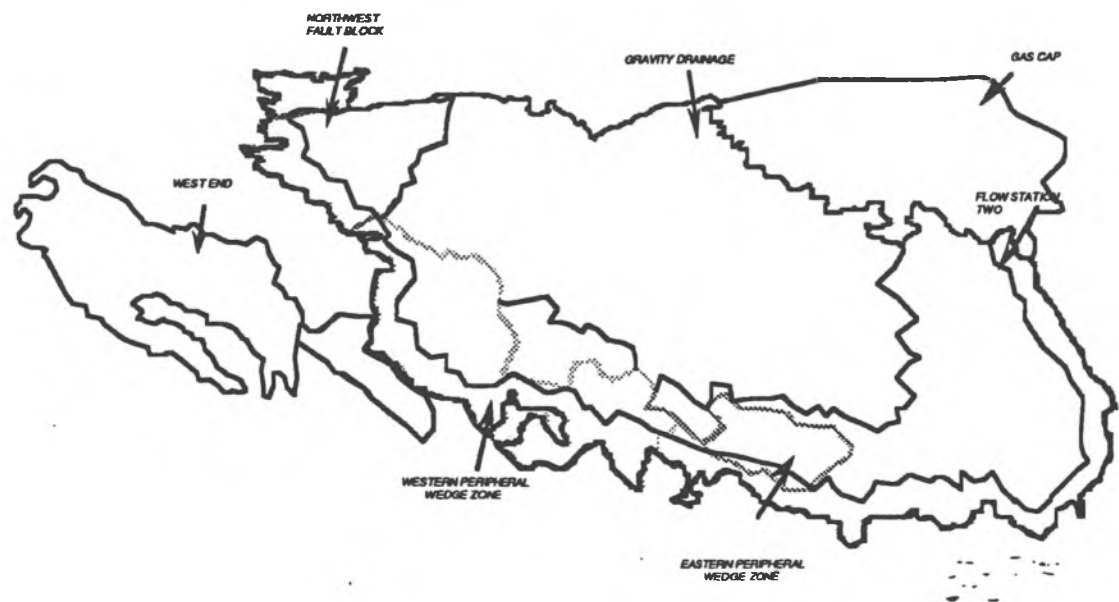 NORTHWEST
FAULT BLOCK
GRAVITY DRAINAGE
GAS CAP
WEST END
FLOW STATION
TWO
WESTERN PERIPHERAL
WEDGE ZONE
EASTERN PERIPHERAL
WEDGE ZONE